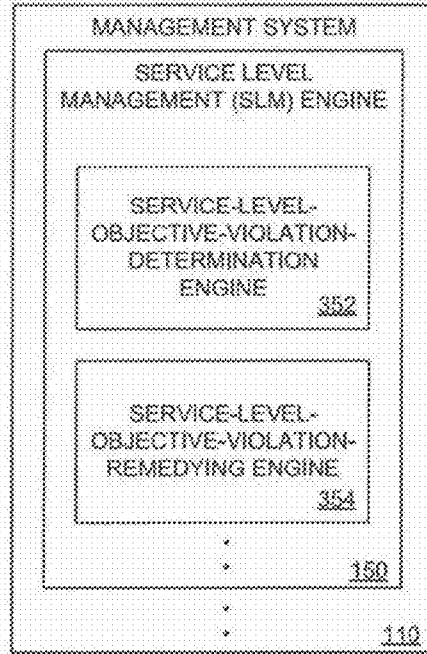 MANAGEMENT SYSTEM
SERVICE LEVEL
MANAGEMENT (SLM) ENGINE
SERVICE-LEVEL-
OBJECTIVE-VIOLATION-
DETERMINATION
ENGINE
352
SERVICE-LEVEL-
OBJECTIVE-VIOLATION-
REMEDYING ENGINE
354
150
110